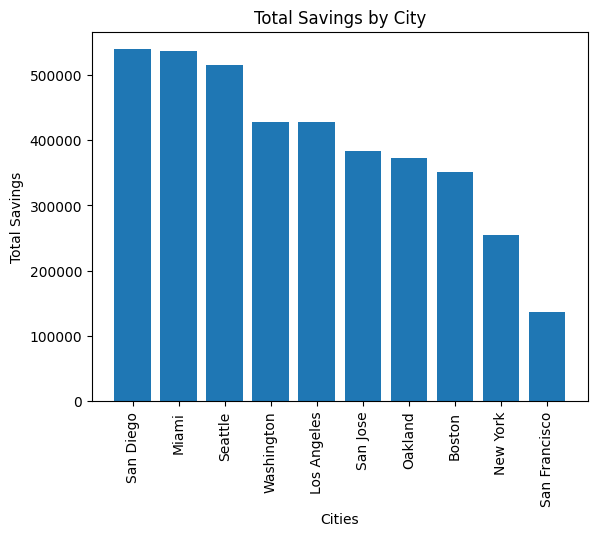 Total Savings by City
Total Savings
500000
400000
300000
200000
100000
0
San Diego
Miami
Seattle
Washington
Los Angeles
San Jose
Oakland
Boston
New York
San Francisco
Cities